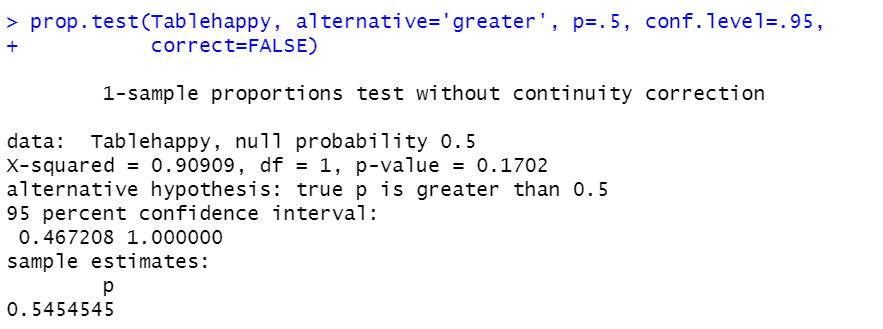 > prop.test(Tablehappy, alternative='greater', p=.5, conf.level=.95,
+           correct=FALSE)
1-sample proportions test without continuity correction
data:  Tablehappy, null probability 0.5
X-squared = 0.90909, df = 1, p-value = 0.1702
alternative hypothesis: true p is greater than 0.5
95 percent confidence interval:
 0.467208 1.000000
sample estimates:
        p
0.5454545